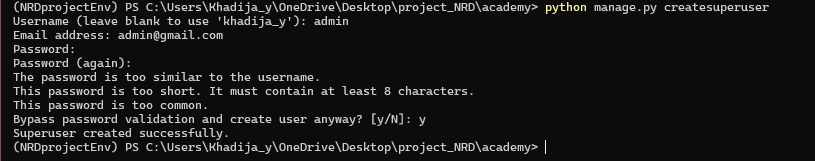 (NRDprojectEnv) PS C:\Users\Khadija_y\OneDrive\Desktop\project_NRD\academy> python manage.py createsuperuser
Username (leave blank to use 'khadija_y'): admin
Email address: admin@gmail.com
Password:
Password (again):
The password is too similar to the username.
This password is too short. It must contain at least 8 characters.
This password is too common.
Bypass password validation and create user anyway? [y/N]: y
Superuser created successfully.
(NRDprojectEnv) PS C:\Users\Khadija_y\OneDrive\Desktop\project_NRD\academy>